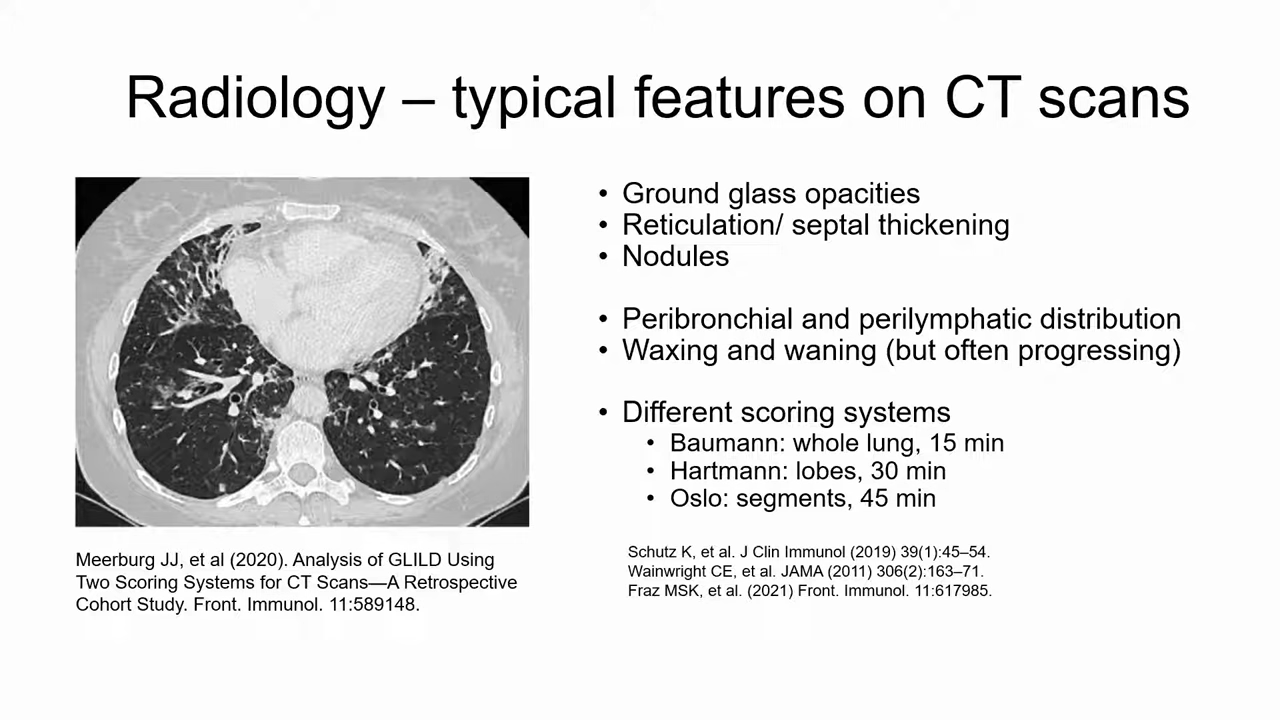 Radiology – typical features on CT scans
• Ground glass opacities
• Reticulation/ septal thickening
• Nodules
• Peribronchial and perilymphatic distribution
• Waxing and waning (but often progressing)
• Different scoring systems
• Baumann: whole lung, 15 min
• Hartmann: lobes, 30 min
• Oslo: segments, 45 min
Meerburg JJ, et al (2020). Analysis of GLILD Using
Two Scoring Systems for CT Scans—A Retrospective
Cohort Study. Front. Immunol. 11:589148.
Schutz K, et al. J Clin Immunol (2019) 39(1):45–54.
Wainwright CE, et al. JAMA (2011) 306(2):163–71.
Fraz MSK, et al. (2021) Front. Immunol. 11:617985.